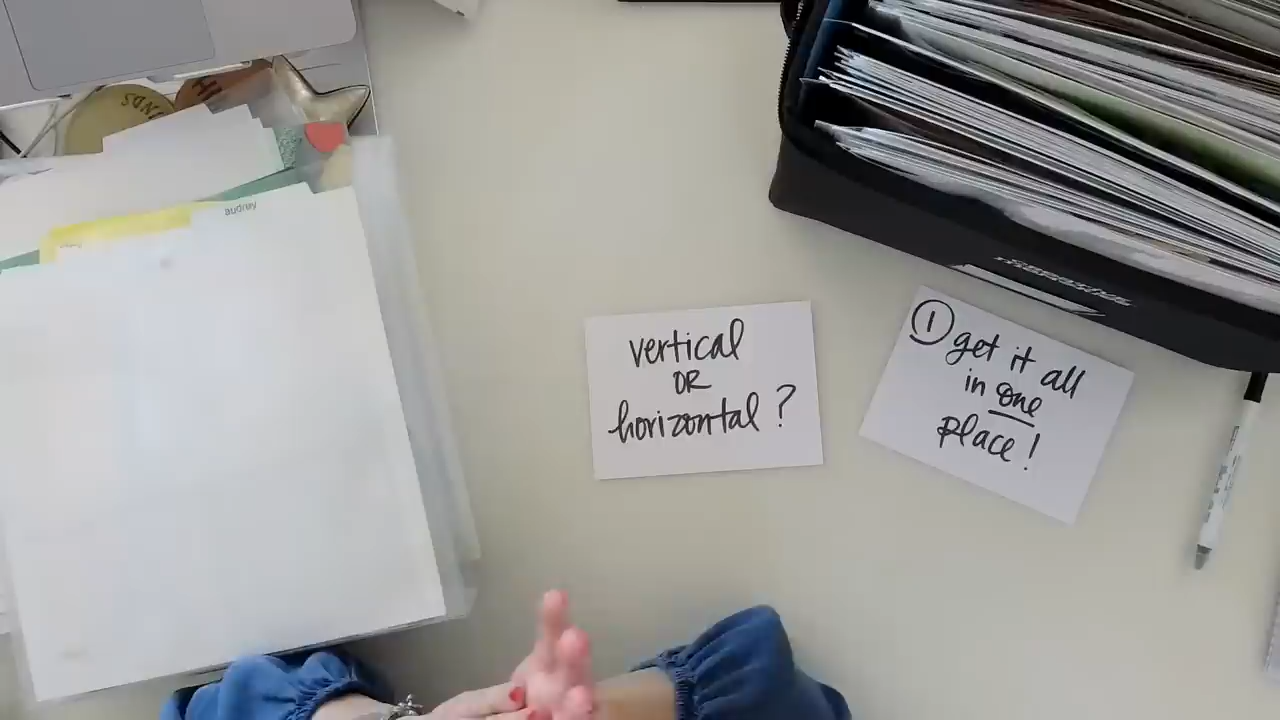 audrey
vertical
OR
horizontal?
① get it all
in one
place!